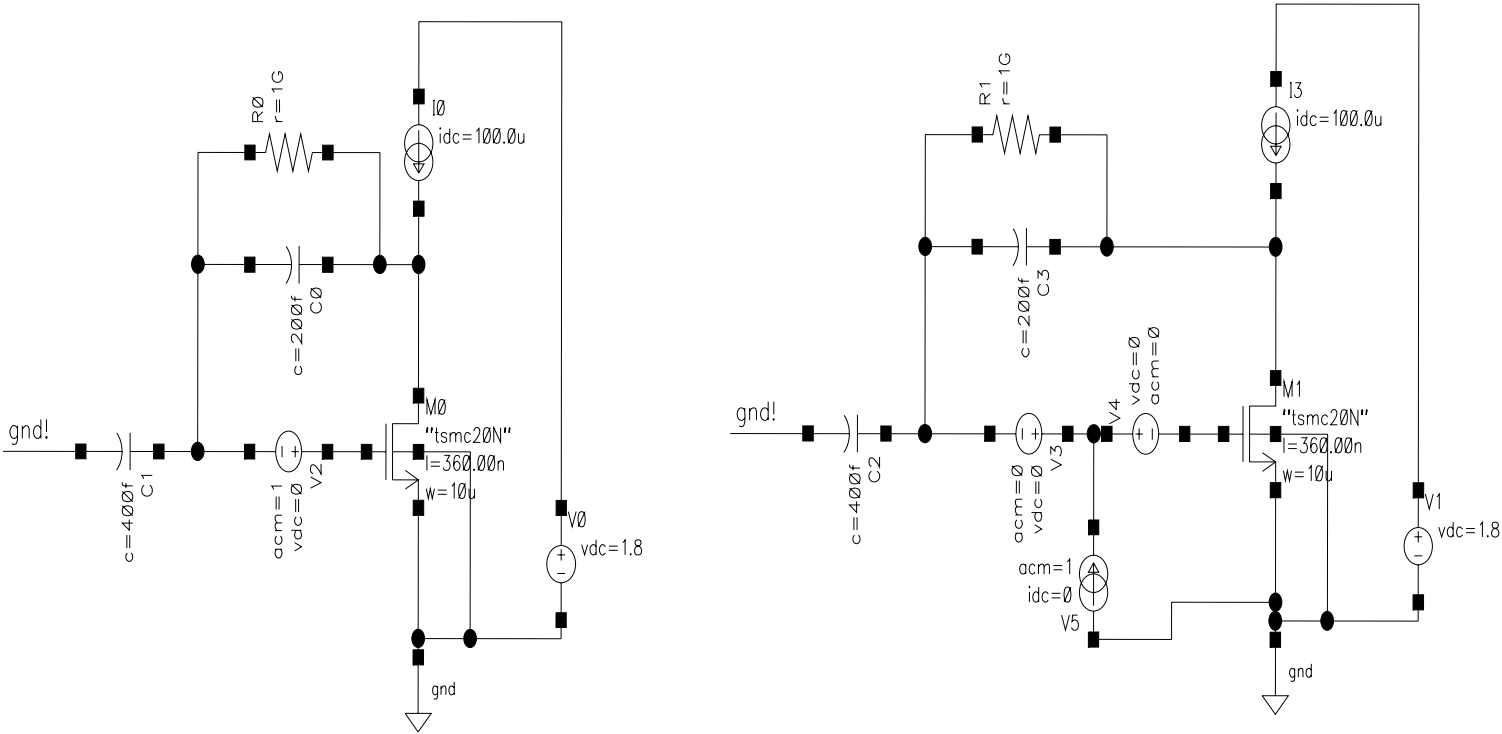 R0
r=1G
I0
idc=100.0u
c=200f
C0
M0
"tsmc20N"
l=360.00n
w=10u
gnd!
c=400f
C1
acm=1
vdc=0
V2
V0
vdc=1.8
gnd
R1
r=1G
I3
idc=100.0u
c=200f
C3
vdc=0
acm=0
V4
M1
"tsmc20N"
l=360.00n
w=10u
gnd!
c=400f
C2
acm=0
vdc=0
V3
acm=1
idc=0
V5
V1
vdc=1.8
gnd